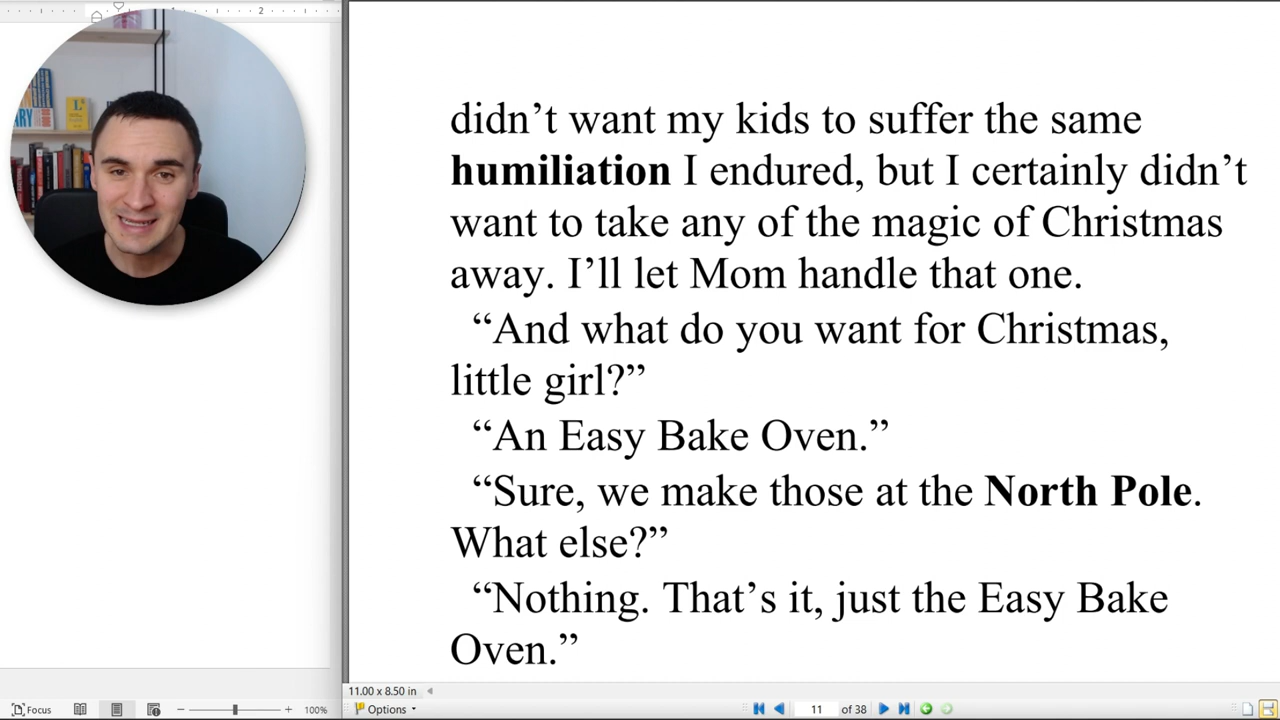 1
2
didn’t want my kids to suffer the same
humiliation I endured, but I certainly didn’t
want to take any of the magic of Christmas
away. I’ll let Mom handle that one.
“And what do you want for Christmas,
little girl?”
“An Easy Bake Oven.”
“Sure, we make those at the North Pole.
What else?”
“Nothing. That’s it, just the Easy Bake
Oven.”
11.00 x 8.50 in
Focus
100%
Options
11 of 38